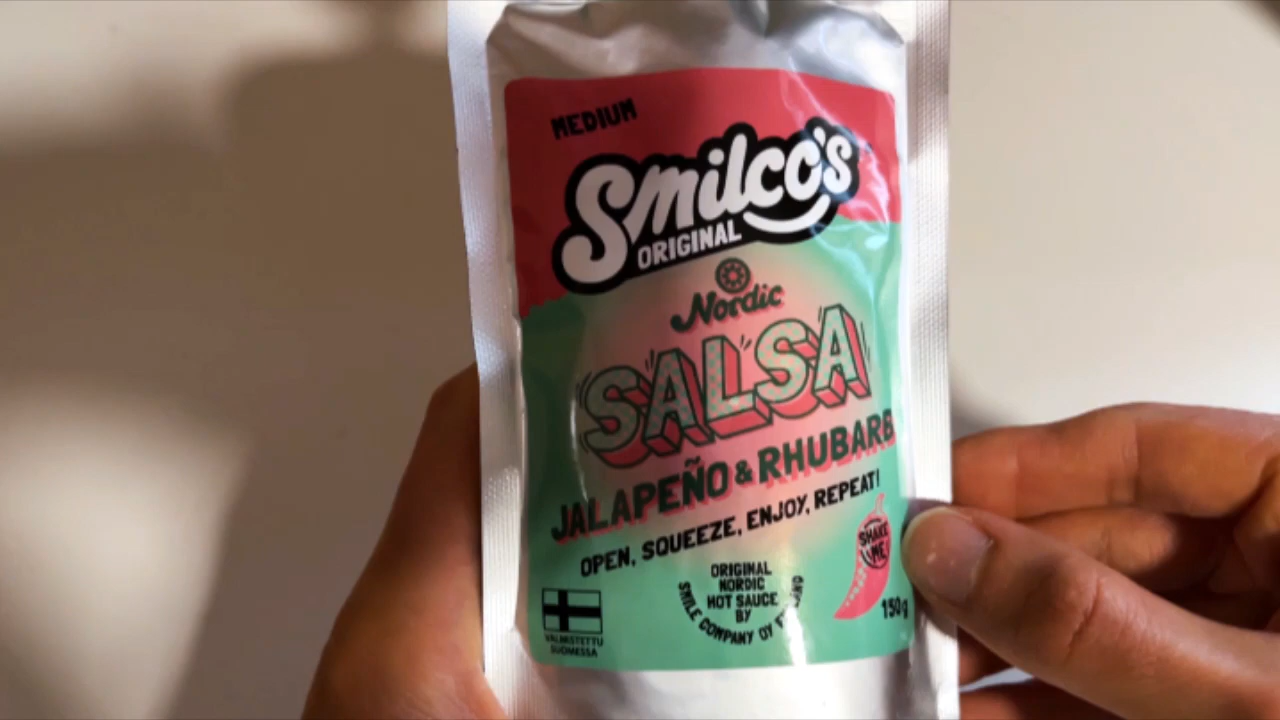 MEDIUM
Smilco's
ORIGINAL
Nordic
SALSA
JALAPEÑO & RHUBARB
OPEN, SQUEEZE, ENJOY, REPEAT!
SHAKE
ME!
ORIGINAL
NORDIC
HOT SAUCE
BY
SMILE COMPANY OY FINLAND
150g
VALMISTETTU
SUOMESSA